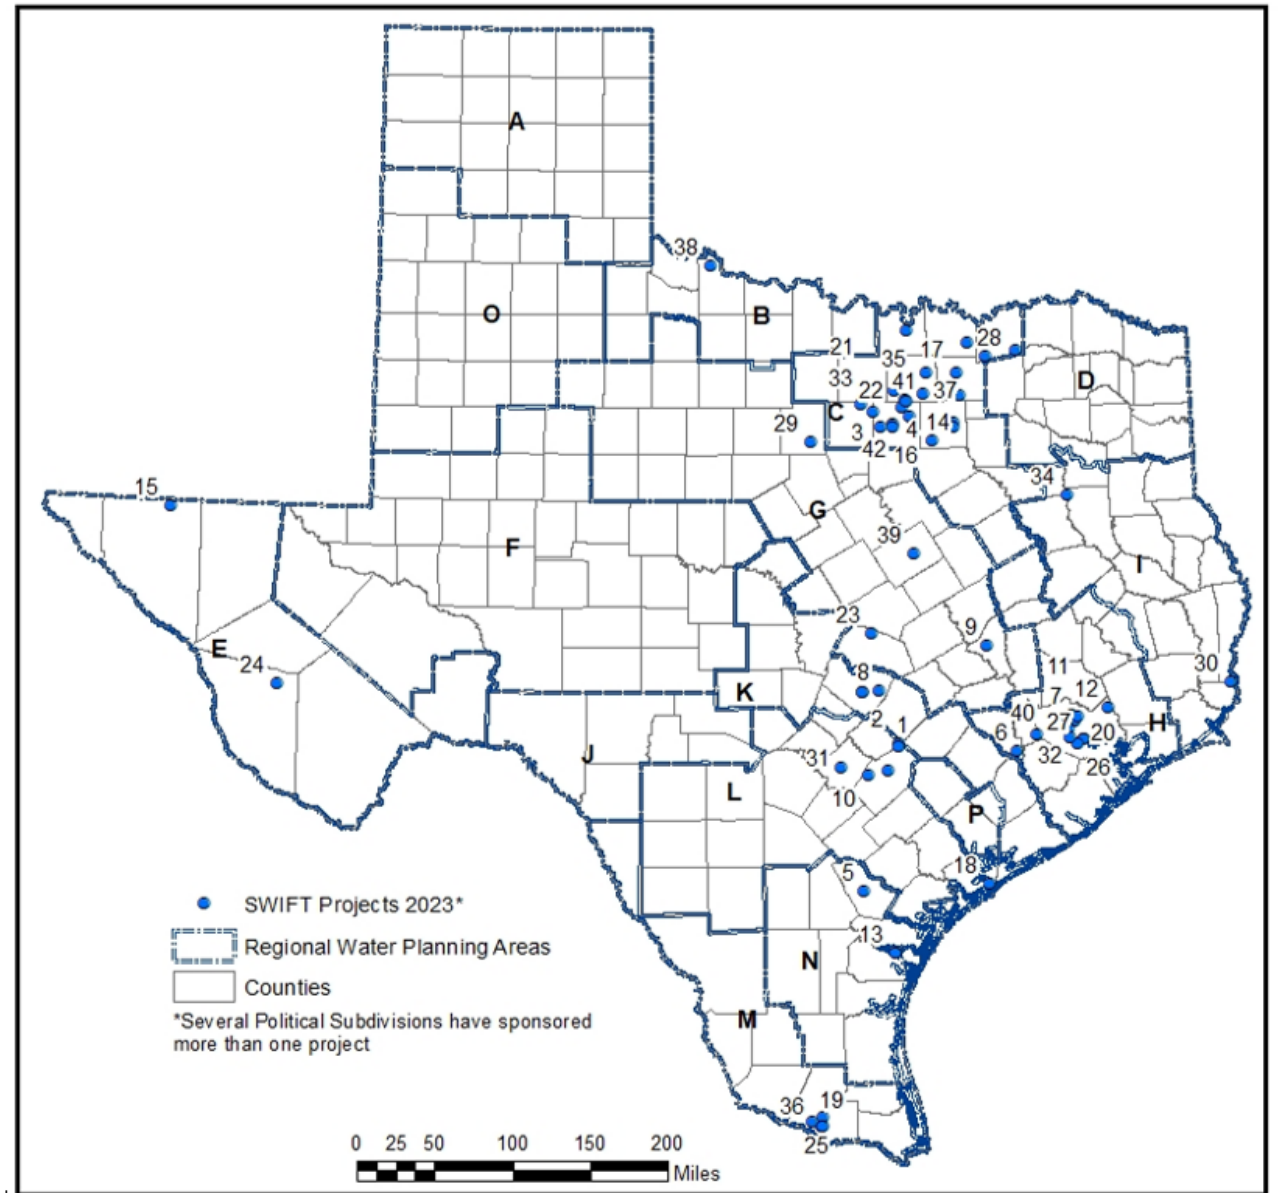 A
38
O
B
21
35
17
28
33
41
D
22
37
C
29
3
4
14
42
16
15
34
G
39
F
I
23
9
E
24
8
11
30
K
7
12
2
1
40
H
6
27
20
J
31
32
26
L
10
P
18
5
SWIFT Projects 2023*
13
Regional Water Planning Areas
N
Counties
*Several Political Subdivisions have sponsored
more than one project
M
36
19
25
0 25 50 100 150 200
Miles